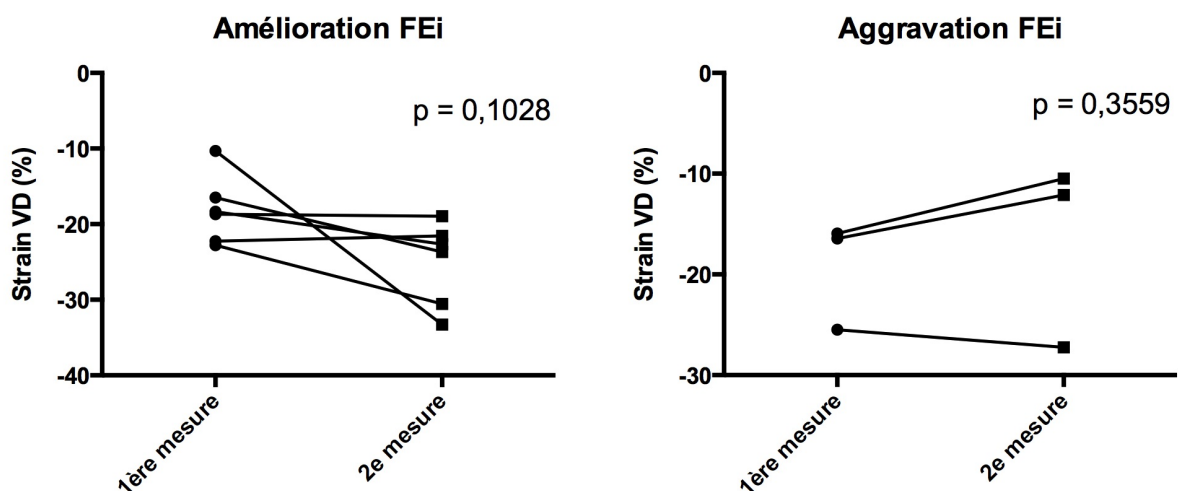 Amélioration FEi
p = 0,1028
Strain VD (%)
0
-10
-20
-30
-40
1ère mesure
2e mesure
Aggravation FEi
p = 0,3559
Strain VD (%)
0
-10
-20
-30
1ère mesure
2e mesure